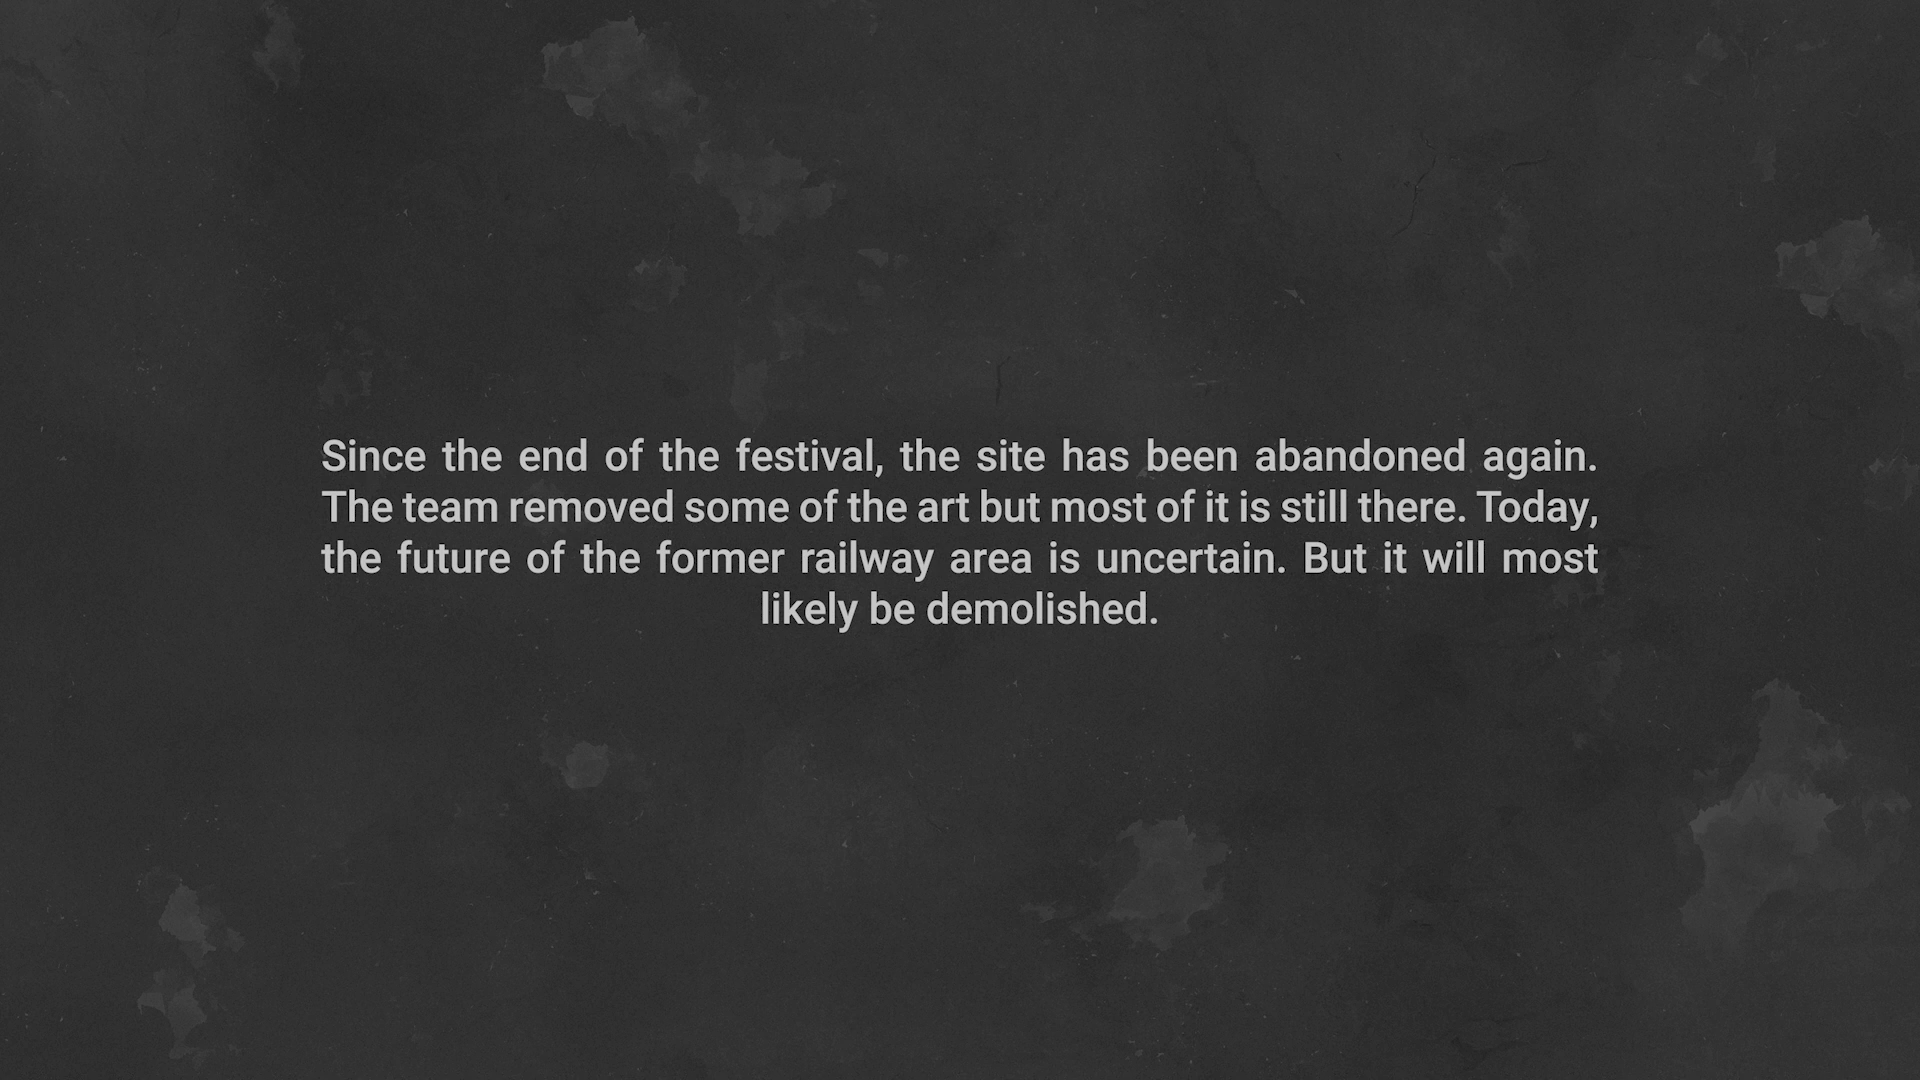 Since the end of the festival, the site has been abandoned again.
The team removed some of the art but most of it is still there. Today,
the future of the former railway area is uncertain. But it will most
likely be demolished.